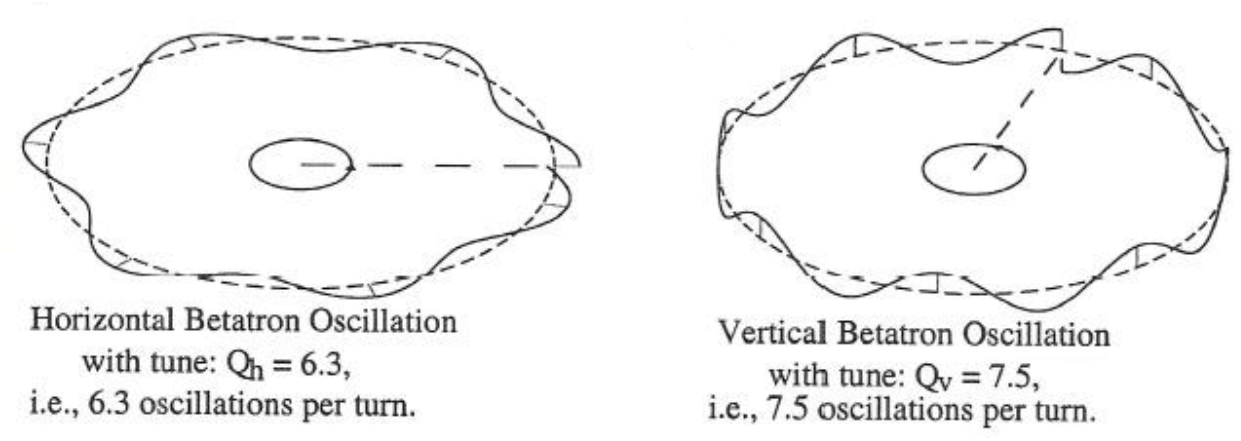 Horizontal Betatron Oscillation
with tune: Qh = 6.3,
i.e., 6.3 oscillations per turn.
Vertical Betatron Oscillation
with tune: Qv = 7.5,
i.e., 7.5 oscillations per turn.